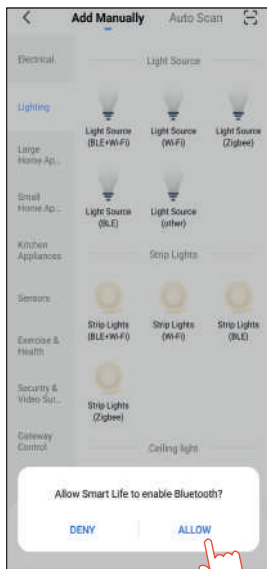 Add Manually Auto Scan
Electrical
Lighting
Large
Home Ap...
Small
Home Ap...
Kitchen
Appliances
Sensors
Exercise &
Health
Security &
Video Sur...
Gateway
Control
Light Source
Light Source
(BLE+Wi-Fi)
Light Source
(Wi-Fi)
Light Source
(Zigbee)
Light Source
(BLE)
Light Source
(other)
Strip Lights
Strip Lights
(BLE+Wi-Fi)
Strip Lights
(Wi-Fi)
Strip Lights
(BLE)
Strip Lights
(Zigbee)
Ceiling light
Allow Smart Life to enable Bluetooth?
DENY ALLOW